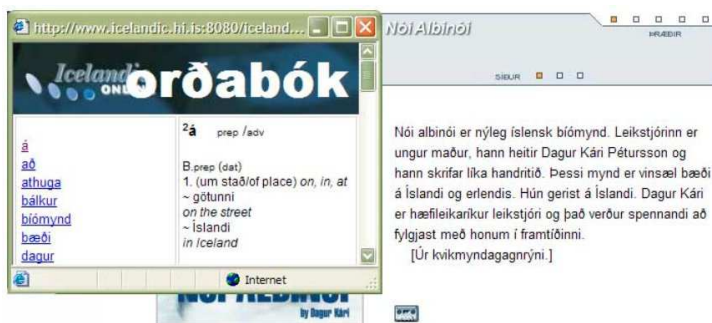 http://www.icelandic.hi.is:8080/iceland...
Icelandic
ONLINE
orðabók
á
að
athuga
bálkur
bíómynd
bæði
dagur
²á prep /adv
B.prep (dat)
1. (um stað/of place) on, in, at
~ götunni
on the street
~ Íslandi
in Iceland
Internet
Nói Albinói
ÞRÆÐIR
SÍÐUR
Nói albinói er nýleg íslensk bíómynd. Leikstjórinn er
ungur maður, hann heitir Dagur Kári Pétursson og
hann skrifar líka handritið. Þessi mynd er vinsæl bæði
á Íslandi og erlendis. Hún gerist á Íslandi. Dagur Kári
er hæfileikaríkur leikstjóri og það verður spennandi að
fylgjast með honum í framtíðinni.
[Úr kvikmyndagagnrýni.]
NÓI ALBINÓI
by Dagur Kári